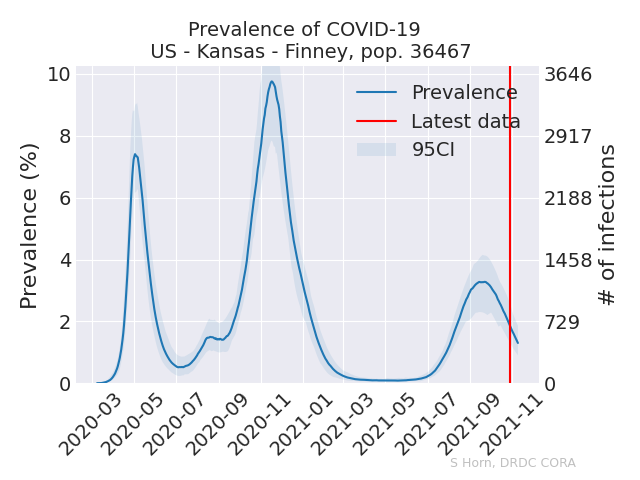 Prevalence of COVID-19
US - Kansas - Finney, pop. 36467
Prevalence (%)
10
8
6
4
2
0
3646
2917
2188
1458
729
0
# of infections
Prevalence
Latest data
95CI
2020-03
2020-05
2020-07
2020-09
2020-11
2021-01
2021-03
2021-05
2021-07
2021-09
2021-11
S Horn, DRDC CORA